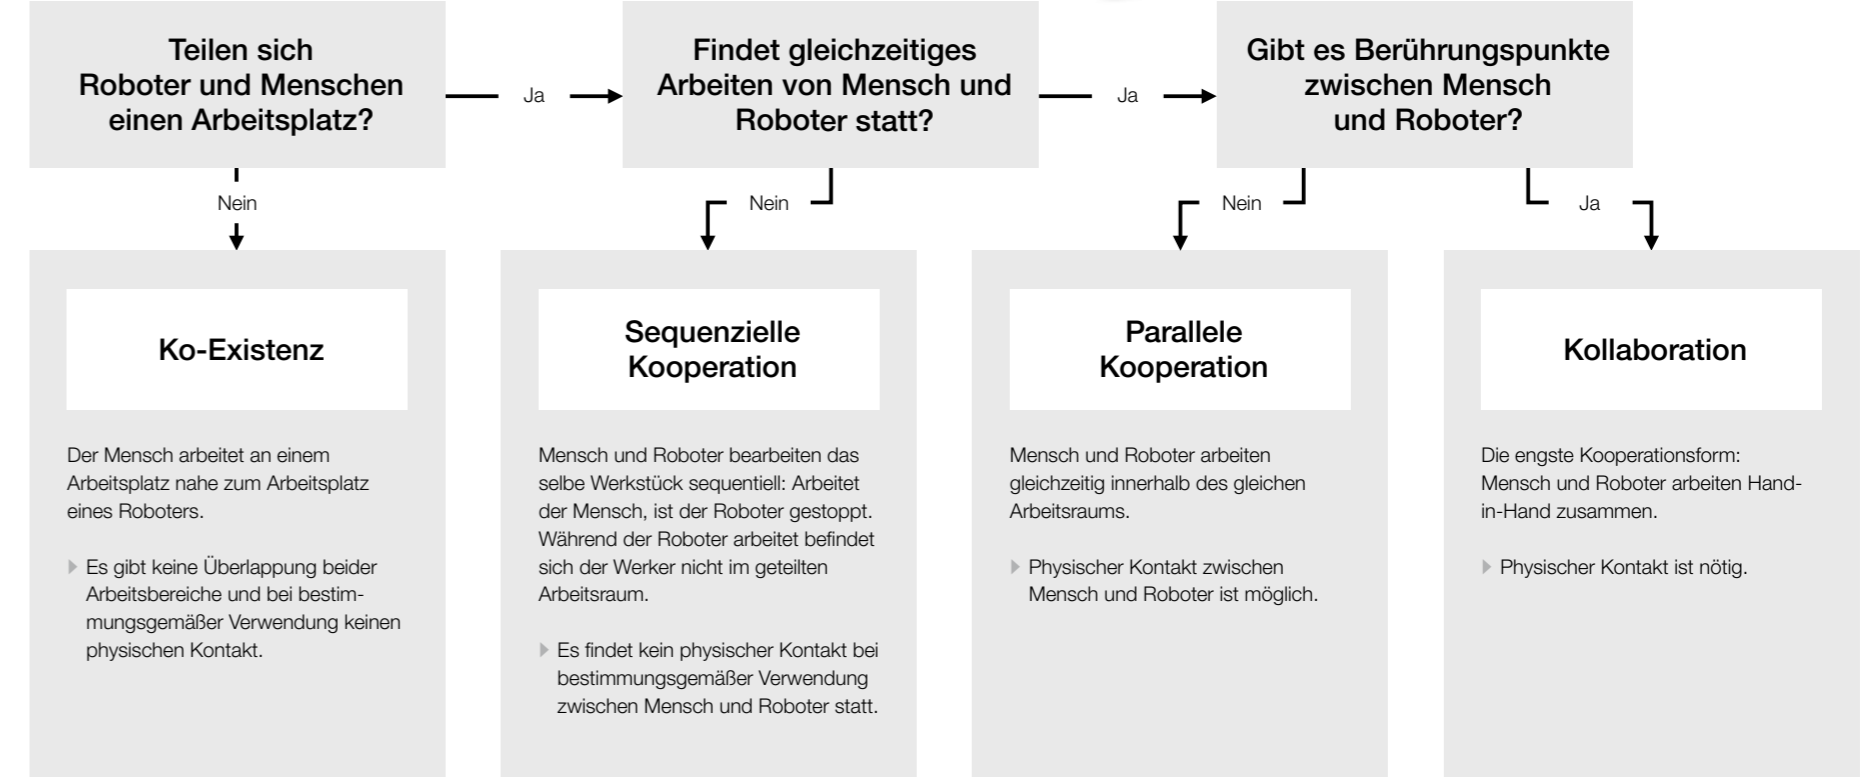 Teilen sich
Roboter und Menschen
einen Arbeitsplatz?
Ja
Findet gleichzeitiges
Arbeiten von Mensch und
Roboter statt?
Ja
Gibt es Berührungspunkte
zwischen Mensch
und Roboter?
Nein
Nein
Nein
Ja
Ko-Existenz
Der Mensch arbeitet an einem
Arbeitsplatz nahe zum Arbeitsplatz
eines Roboters.
Es gibt keine Überlappung beider
Arbeitsbereiche und bei bestim-
mungsgemäßer Verwendung keinen
physischen Kontakt.
Sequenzielle
Kooperation
Mensch und Roboter bearbeiten das
selbe Werkstück sequentiell: Arbeitet
der Mensch, ist der Roboter gestoppt.
Während der Roboter arbeitet befindet
sich der Werker nicht im geteilten
Arbeitsraum.
Es findet kein physischer Kontakt bei
bestimmungsgemäßer Verwendung
zwischen Mensch und Roboter statt.
Parallele
Kooperation
Mensch und Roboter arbeiten
gleichzeitig innerhalb des gleichen
Arbeitsraums.
Physischer Kontakt zwischen
Mensch und Roboter ist möglich.
Kollaboration
Die engste Kooperationsform:
Mensch und Roboter arbeiten Hand-
in-Hand zusammen.
Physischer Kontakt ist nötig.